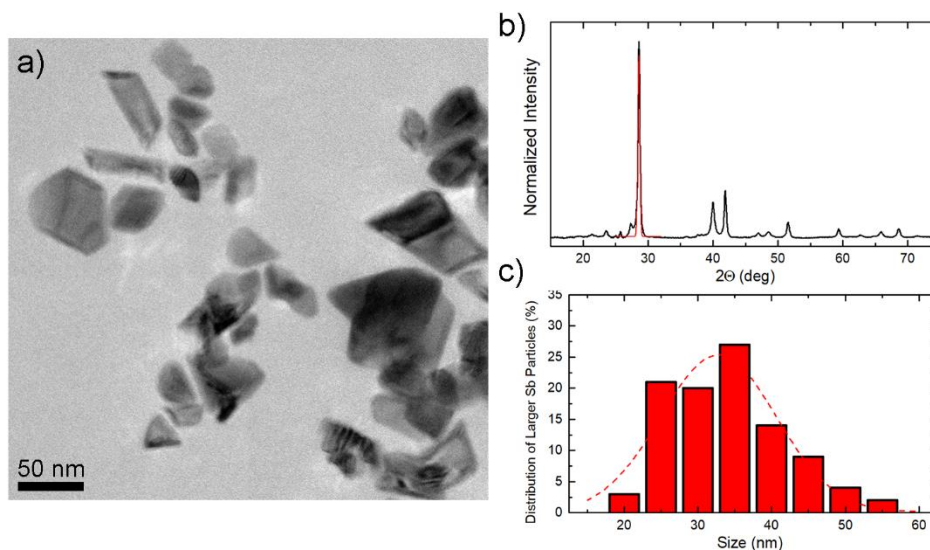 a)
50 nm
b)
Normalized Intensity
20 30 40 50 60 70
2Θ (deg)
c)
Distribution of Larger Sb Particles (%)
35
30
25
20
15
10
5
0
20 30 40 50 60
Size (nm)